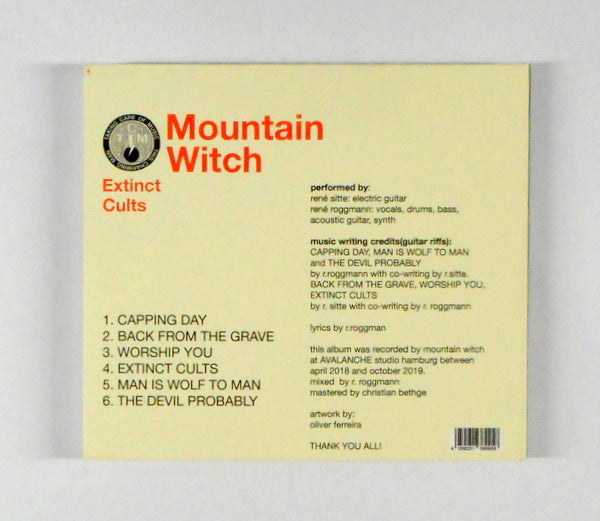 Mountain
Witch
TAKING CARE OF MUSIC
Extinct
Cults
performed by:
rené sitte: electric guitar
rené roggmann: vocals, drums, bass,
acoustic guitar, synth
music writing credits(guitar riffs):
CAPPING DAY, MAN IS WOLF TO MAN
and THE DEVIL PROBABLY
by r.roggmann with co-writing by r.sitte.
BACK FROM THE GRAVE, WORSHIP YOU,
EXTINCT CULTS
by r. sitte with co-writing by r. roggmann
lyrics by r.roggman
this album was recorded by mountain witch
at AVALANCHE studio hamburg between
april 2018 and october 2019.
mixed by r. roggmann
mastered by christian bethge
artwork by:
oliver ferreira
THANK YOU ALL!
1. CAPPING DAY
2. BACK FROM THE GRAVE
3. WORSHIP YOU
4. EXTINCT CULTS
5. MAN IS WOLF TO MAN
6. THE DEVIL PROBABLY